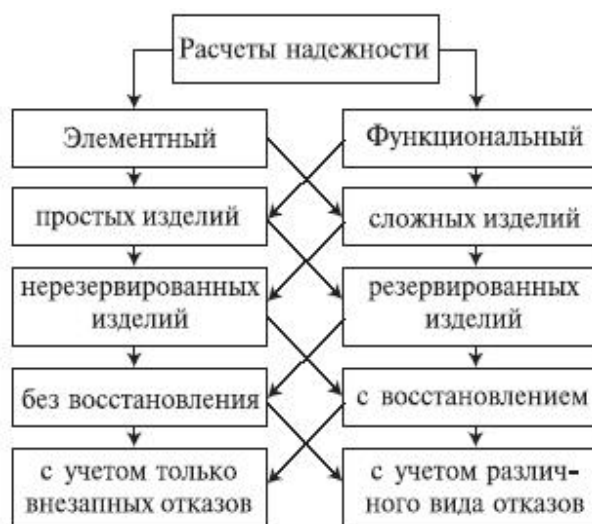 Расчеты надежности
Элементный
Функциональный
простых изделий
сложных изделий
нерезервированных
изделий
резервированных
изделий
без восстановления
с восстановлением
с учетом только
внезапных отказов
с учетом различ-
ного вида отказов